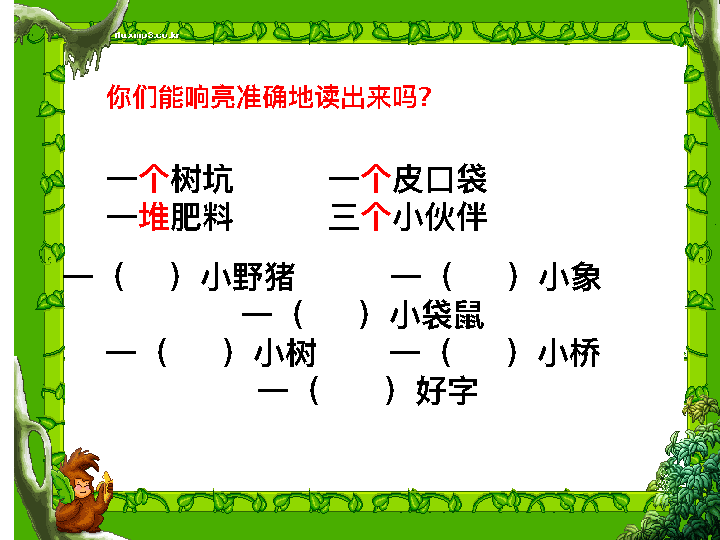 你们能响亮准确地读出来吗?
一个树坑 一个皮口袋
一堆肥料 三个小伙伴
一（ ）小野猪 一（ ）小象
一（ ）小袋鼠
一（ ）小树 一（ ）小桥
一（ ）好字